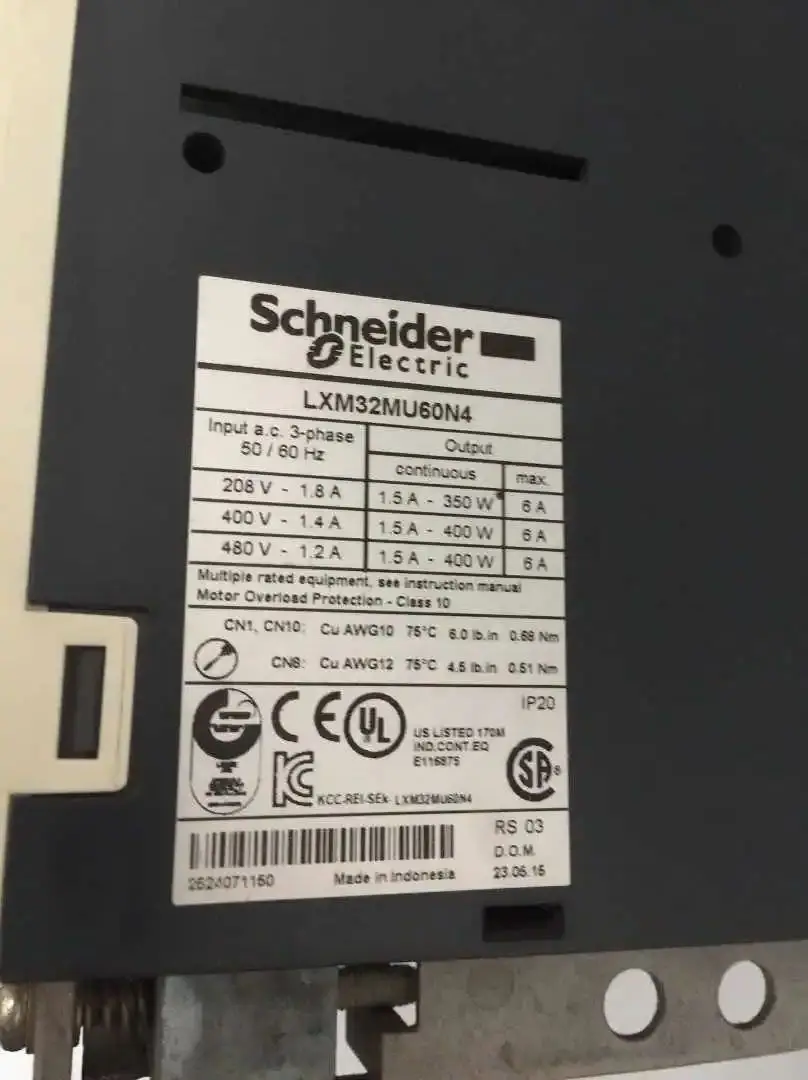 Schneider
Electric
LXM32MU60N4
Input a.c. 3-phase
50 / 60 Hz
Output
continuous
max.
208 V - 1.8 A
1.5 A - 350 W
6 A
400 V - 1.4 A
1.5 A - 400 W
6 A
480 V - 1.2 A
1.5 A - 400 W
6 A
Multiple rated equipment, see instruction manual
Motor Overload Protection - Class 10
CN1, CN10: Cu AWG10 75°C 6.0 lb.in 0.68 Nm
CN8: Cu AWG12 75°C 4.5 lb.in 0.51 Nm
IP20
CE
UL
US LISTED 170M
IND.CONT.EQ
E116875
SA
KCC-REI-SEk- LXM32MU60N4
RS 03
D.O.M.
2624071150
Made in Indonesia